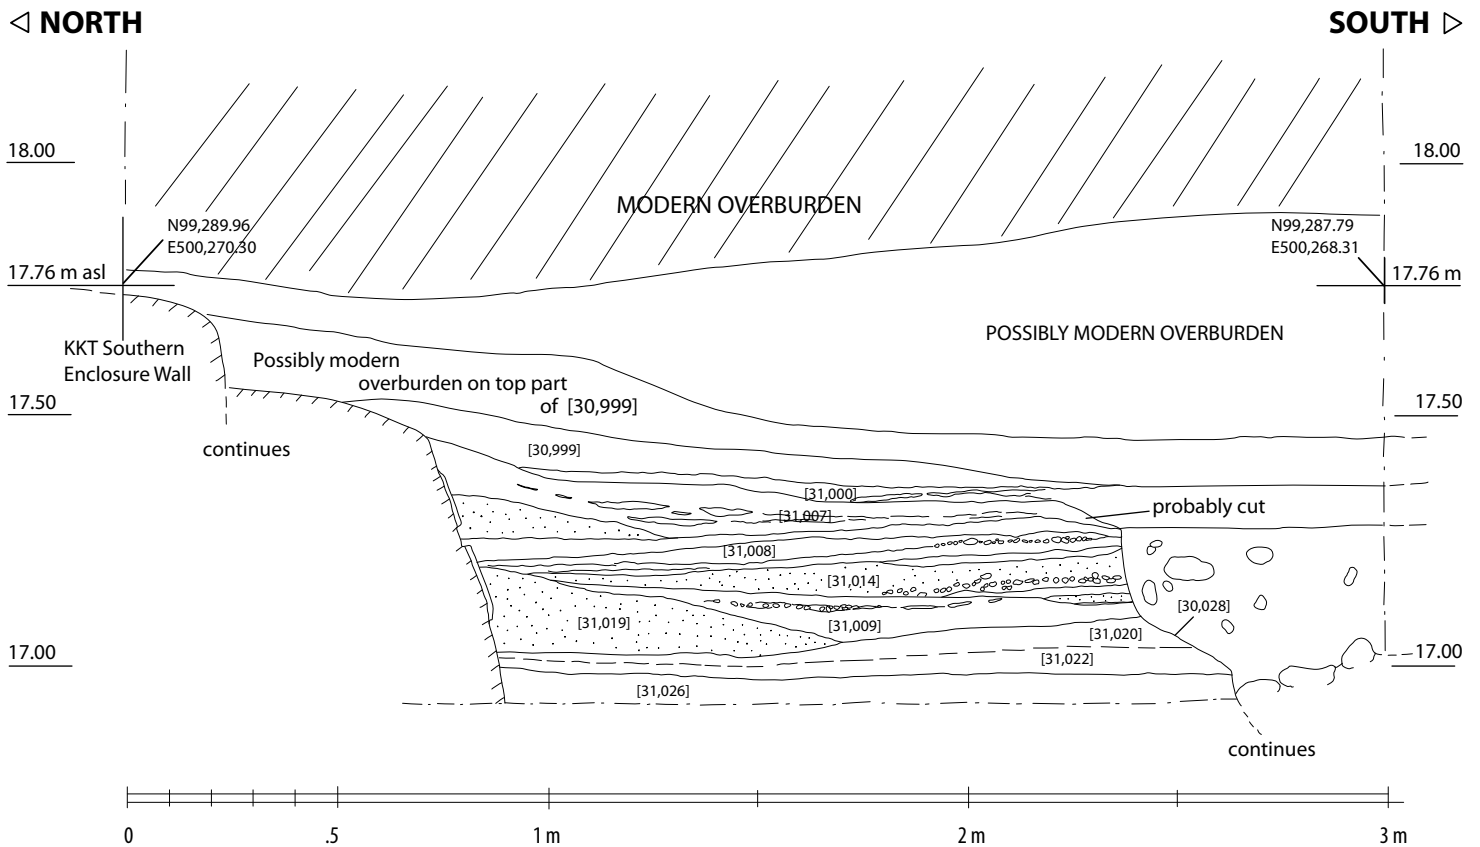 NORTH
SOUTH
18.00
18.00
MODERN OVERBURDEN
N99,289.96
E500,270.30
N99,287.79
E500,268.31
17.76 m asl
17.76 m
POSSIBLY MODERN OVERBURDEN
KKT Southern
Enclosure Wall
Possibly modern
overburden on top part
of [30,999]
17.50
17.50
continues
[30,999]
[31,000]
probably cut
[31,007]
[31,008]
[31,014]
[30,028]
[31,019]
[31,009]
[31,020]
17.00
17.00
[31,022]
[31,026]
continues
0
.5
1 m
2 m
3 m